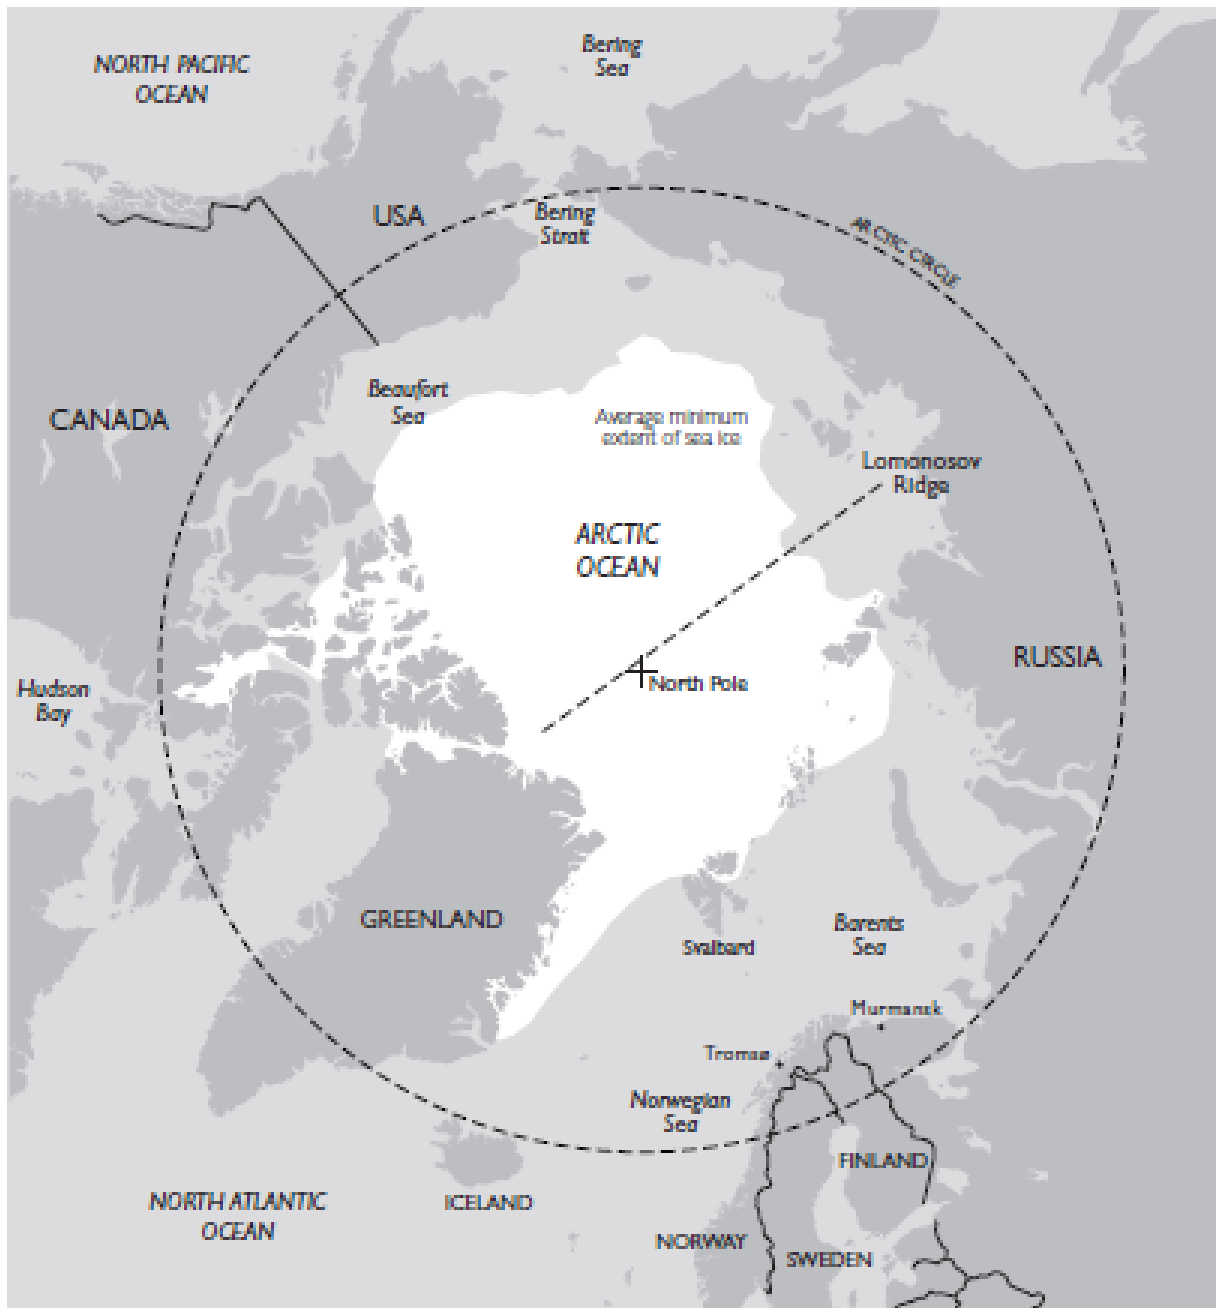 NORTH PACIFIC
OCEAN
Bering
Sea
USA
Bering
Strait
ARCTIC CIRCLE
CANADA
Beaufort
Sea
Average minimum
extent of sea ice
Lomonosov
Ridge
ARCTIC
OCEAN
RUSSIA
North Pole
Hudson
Bay
GREENLAND
Svalbard
Barents
Sea
Murmansk
Tromsø
Norwegian
Sea
FINLAND
NORTH ATLANTIC
OCEAN
ICELAND
NORWAY
SWEDEN